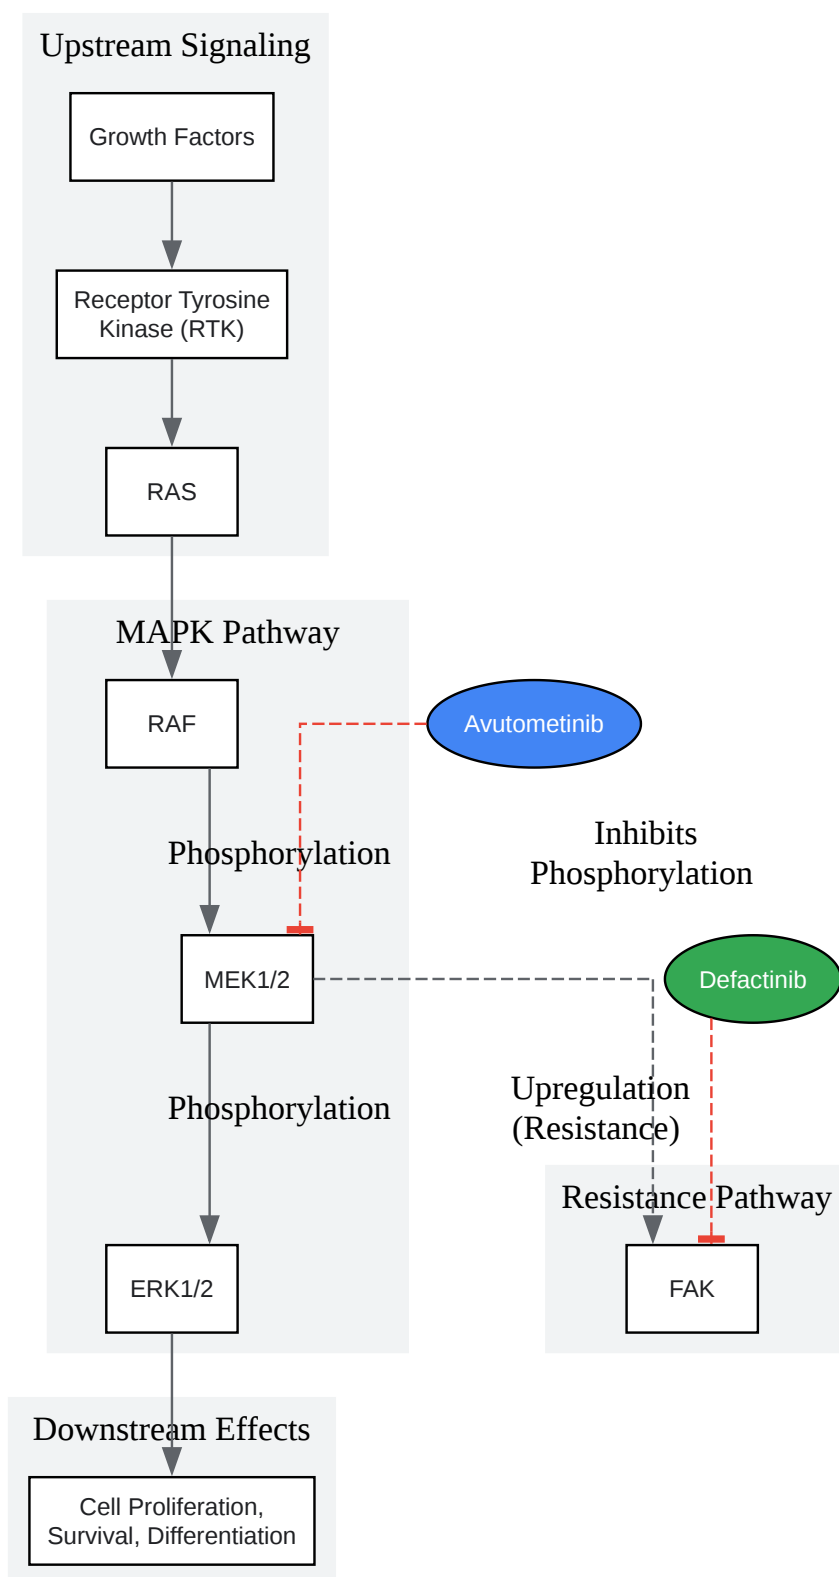 Upstream Signaling
Growth Factors
Receptor Tyrosine
Kinase (RTK)
RAS
MAPK Pathway
RAF
Avutometinib
Phosphorylation
Inhibits
Phosphorylation
MEK1/2
Defactinib
Phosphorylation
Upregulation
(Resistance)
Resistance Pathway
ERK1/2
FAK
Downstream Effects
Cell Proliferation,
Survival, Differentiation